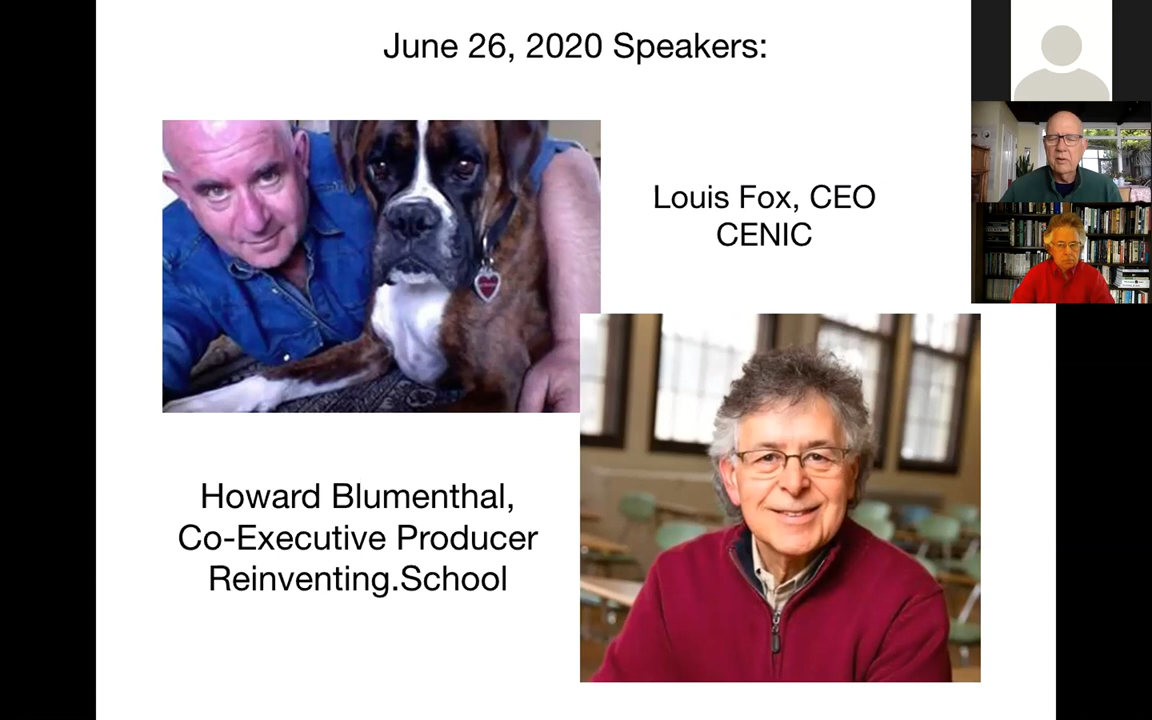 June 26, 2020 Speakers:
Louis Fox, CEO
CENIC
Howard Blumenthal,
Co-Executive Producer
Reinventing.School